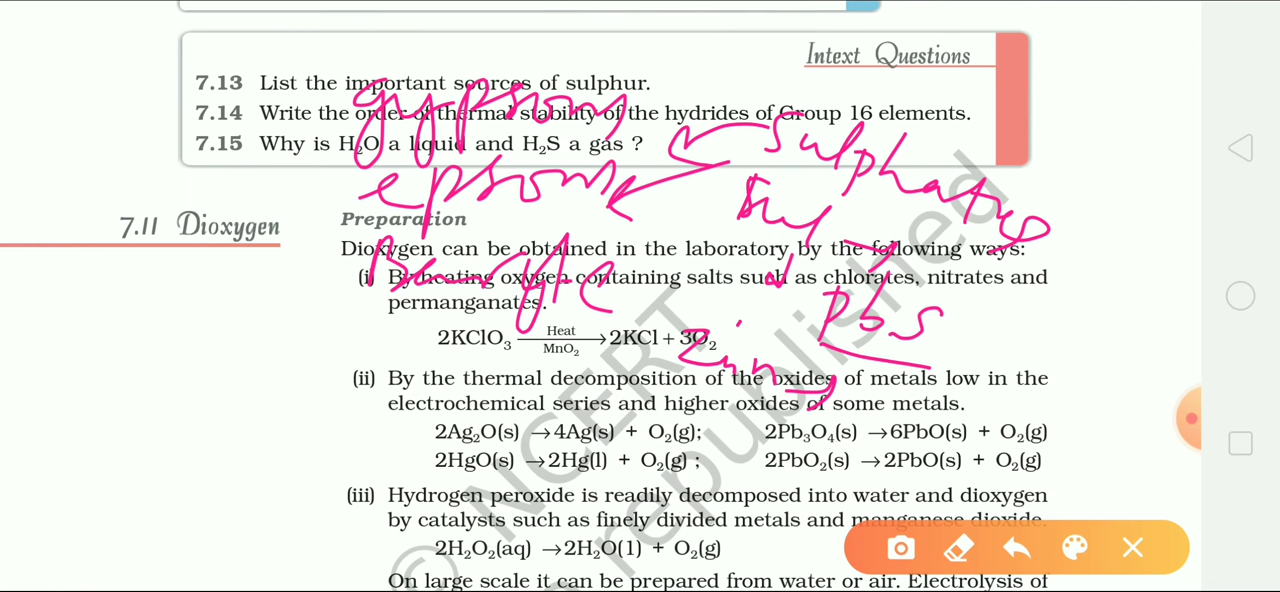 Intext Questions
7.13 List the important sources of sulphur.
7.14 Write the order of thermal stability of the hydrides of Group 16 elements.
7.15 Why is H₂O a liquid and H₂S a gas ?
sulphates
7.11 Dioxygen
Preparation
Dioxygen can be obtained in the laboratory by the following ways:
(i) By heating oxygen containing salts such as chlorates, nitrates and
permanganates.
PbS
2KClO₃ Heat MnO₂ → 2KCl + 3O₂
(ii) By the thermal decomposition of the oxides of metals low in the
electrochemical series and higher oxides of some metals.
2Ag₂O(s) → 4Ag(s) + O₂(g); 2Pb₃O₄(s) → 6PbO(s) + O₂(g)
2HgO(s) → 2Hg(l) + O₂(g) ; 2PbO₂(s) → 2PbO(s) + O₂(g)
(iii) Hydrogen peroxide is readily decomposed into water and dioxygen
by catalysts such as finely divided metals and manganese dioxide.
2H₂O₂(aq) → 2H₂O(1) + O₂(g)
On large scale it can be prepared from water or air. Electrolysis of
© NCERT
republished